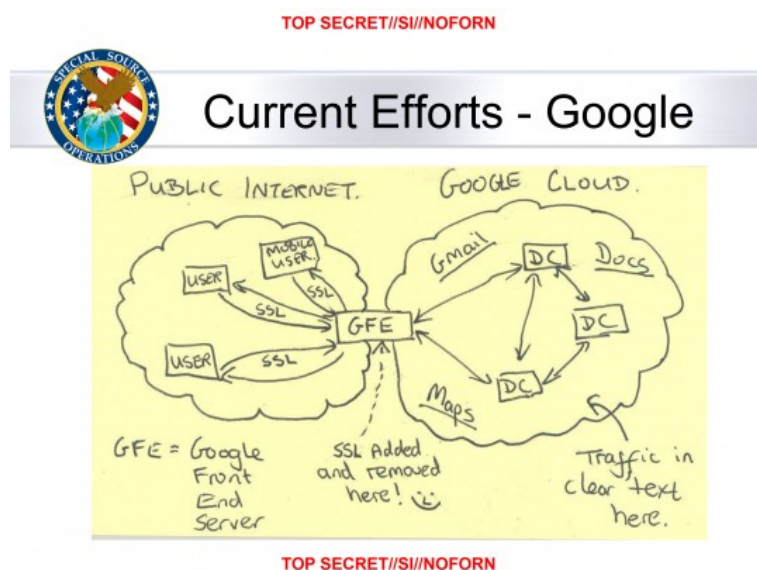 TOP SECRET//SI//NOFORN
SPECIAL SOURCE
OPERATIONS
Current Efforts - Google
PUBLIC INTERNET.
GOOGLE CLOUD.
MOBILE
USER.
USER
SSL
SSL
USER
SSL
GFE
Gmail
DC
Docs
DC
DC
Maps
GFE = Google
Front
End
Server
SSL Added
and removed
here!
Traffic in
clear text
here.
TOP SECRET//SI//NOFORN